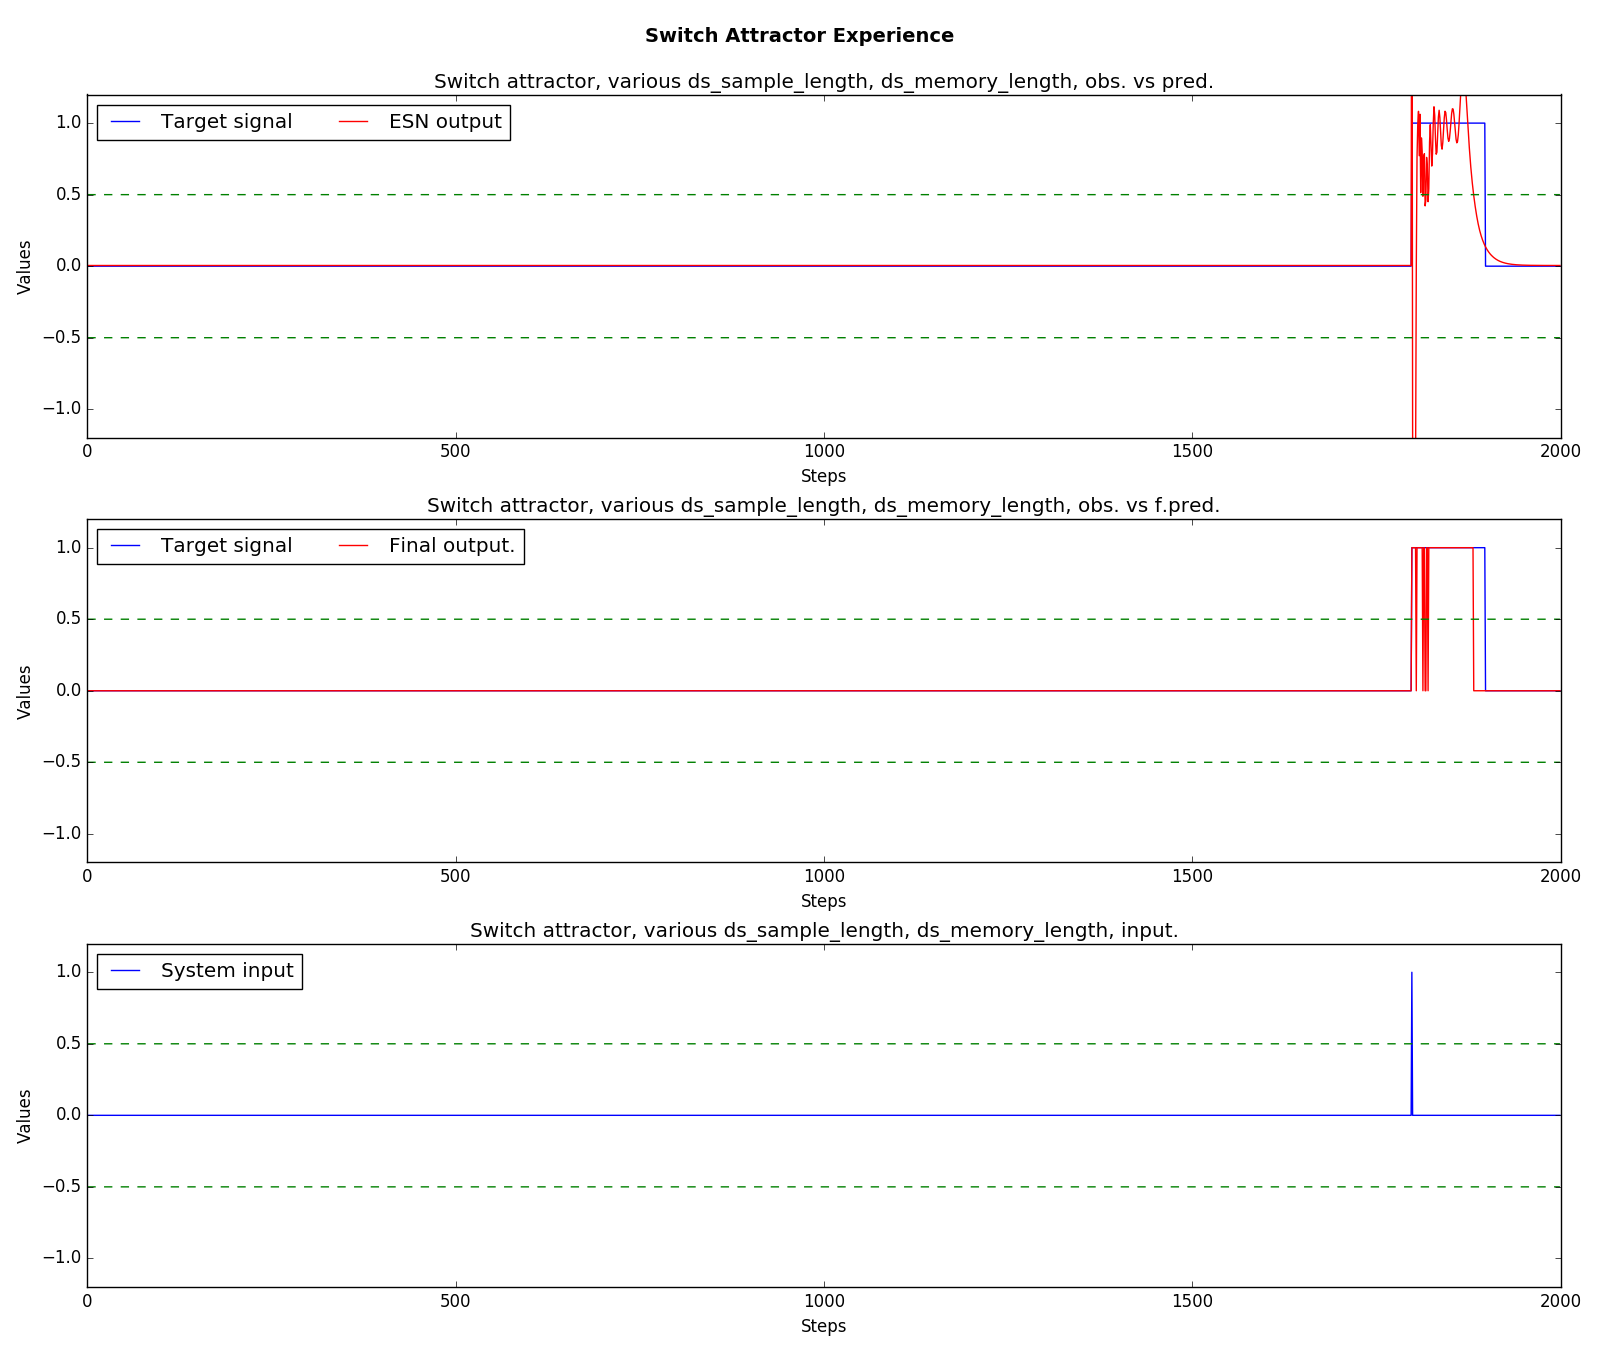 Switch Attractor Experience
Switch attractor, various ds_sample_length, ds_memory_length, obs. vs pred.
Target signal ESN output
1.0
0.5
0.0
−0.5
−1.0
Values
0 500 1000 1500 2000
Steps
Switch attractor, various ds_sample_length, ds_memory_length, obs. vs f.pred.
Target signal Final output.
1.0
0.5
0.0
−0.5
−1.0
Values
0 500 1000 1500 2000
Steps
Switch attractor, various ds_sample_length, ds_memory_length, input.
System input
1.0
0.5
0.0
−0.5
−1.0
Values
0 500 1000 1500 2000
Steps